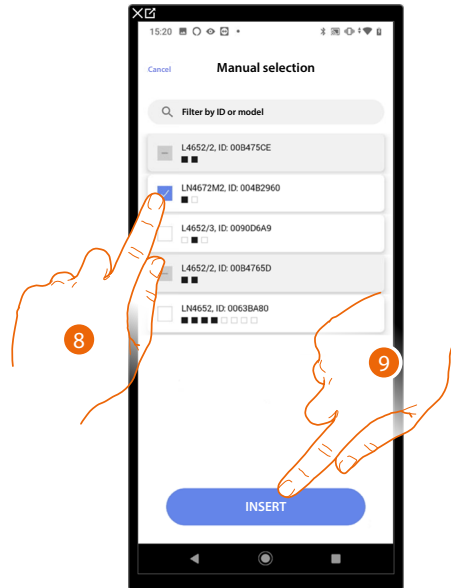 15:20
Cancel
Manual selection
Filter by ID or model
L4652/2, ID: 00B475CE
LN4672M2, ID: 004B2960
L4652/3, ID: 0090D6A9
L4652/2, ID: 00B4765D
LN4652, ID: 0063BA80
8
9
INSERT